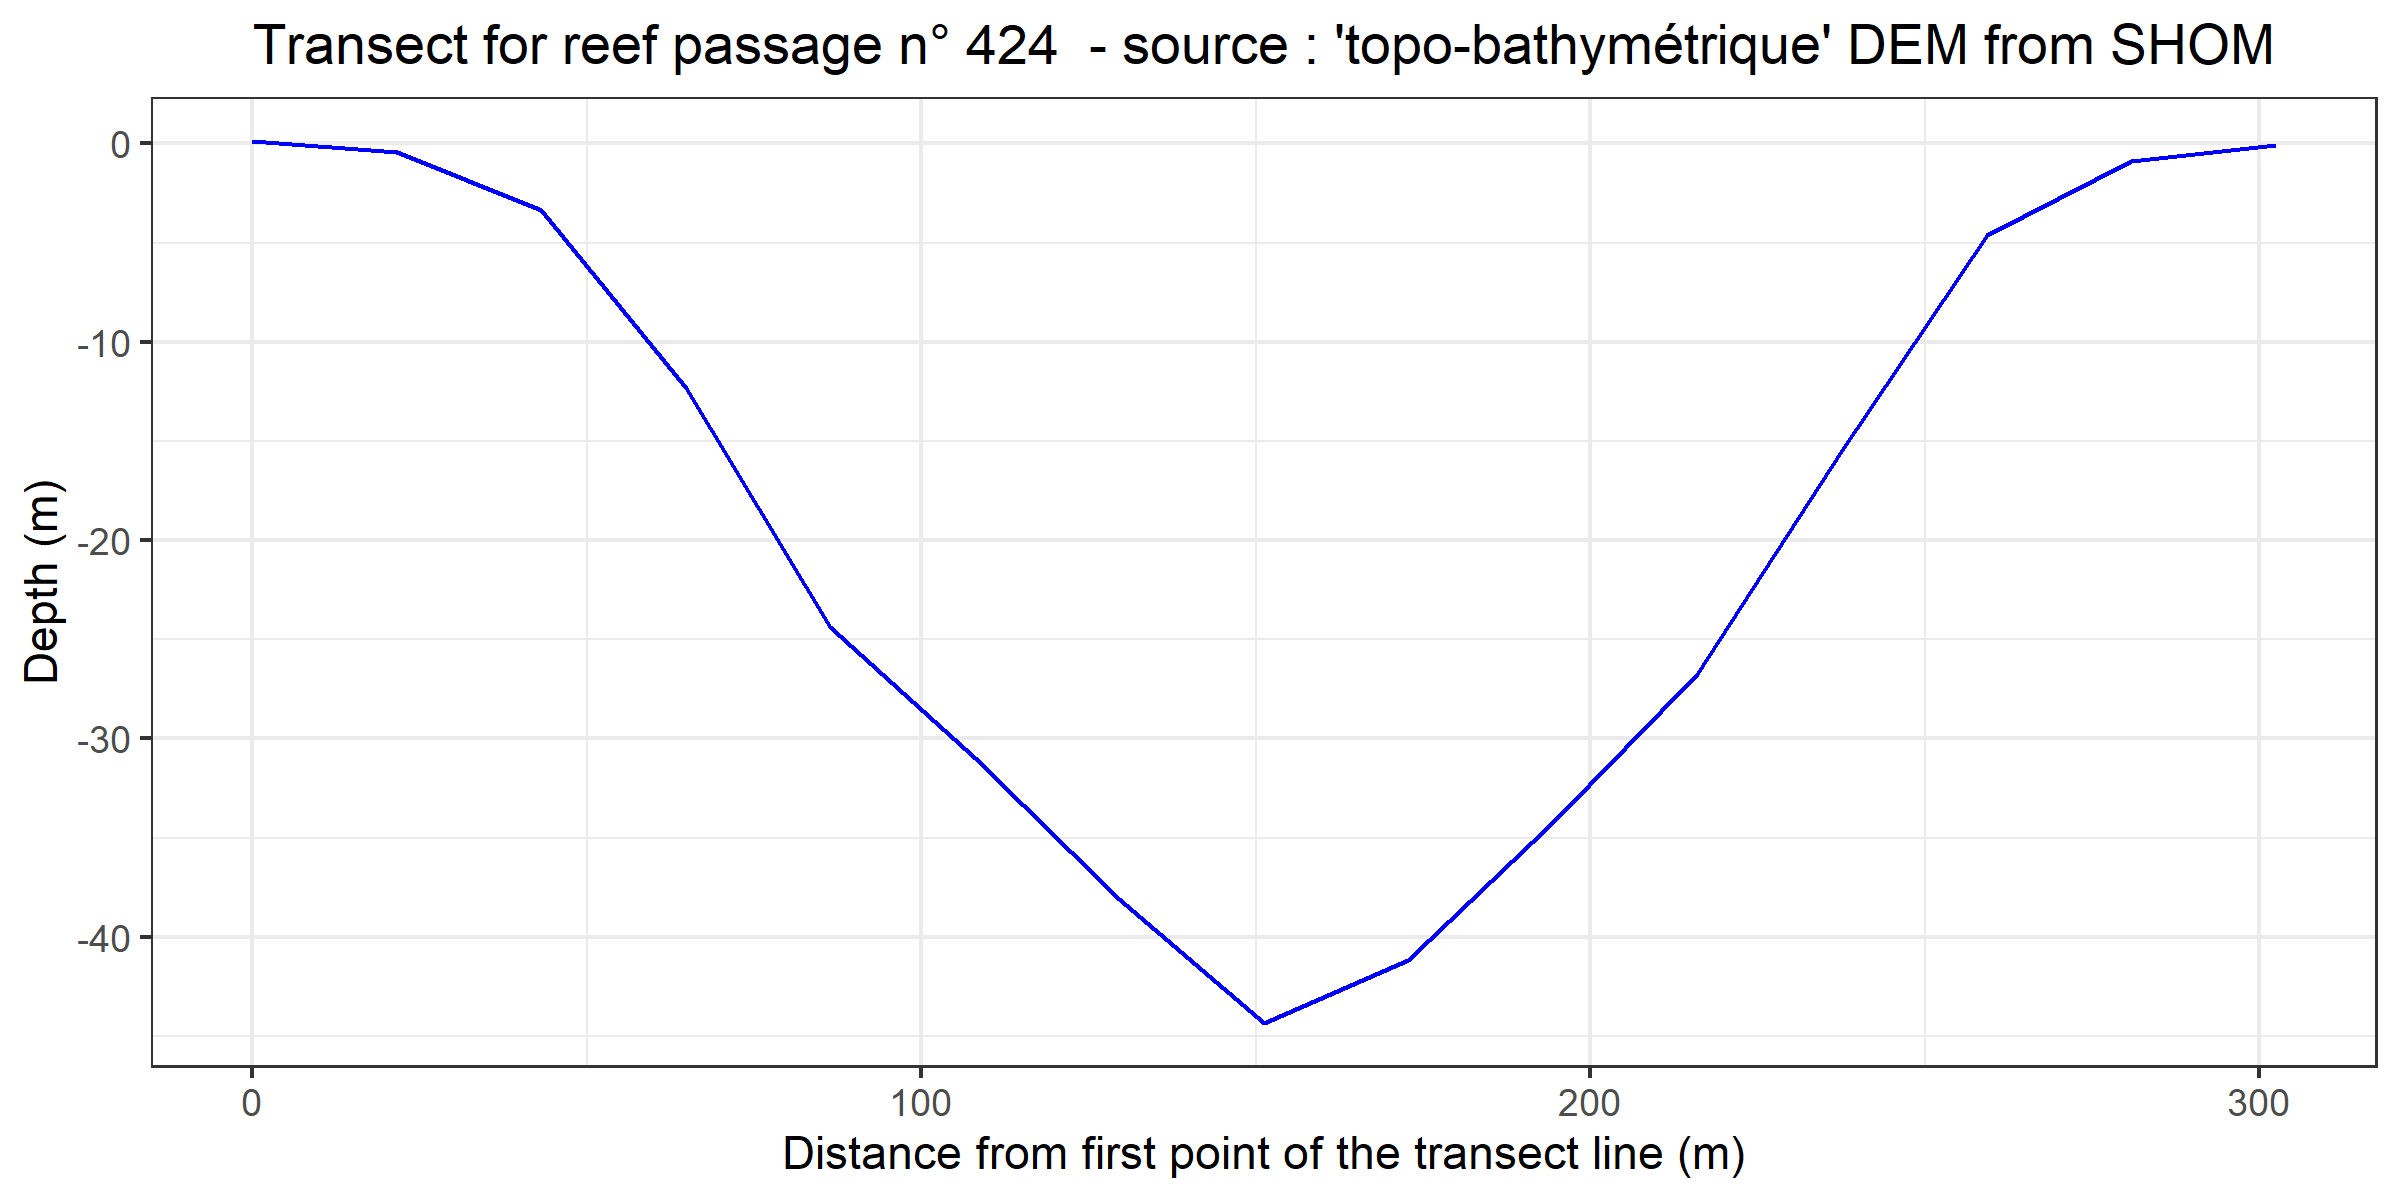 Transect for reef passage n° 424  - source : 'topo-bathymétrique' DEM from SHOM
Depth (m)
0
-10
-20
-30
-40
0 100 200 300
Distance from first point of the transect line (m)